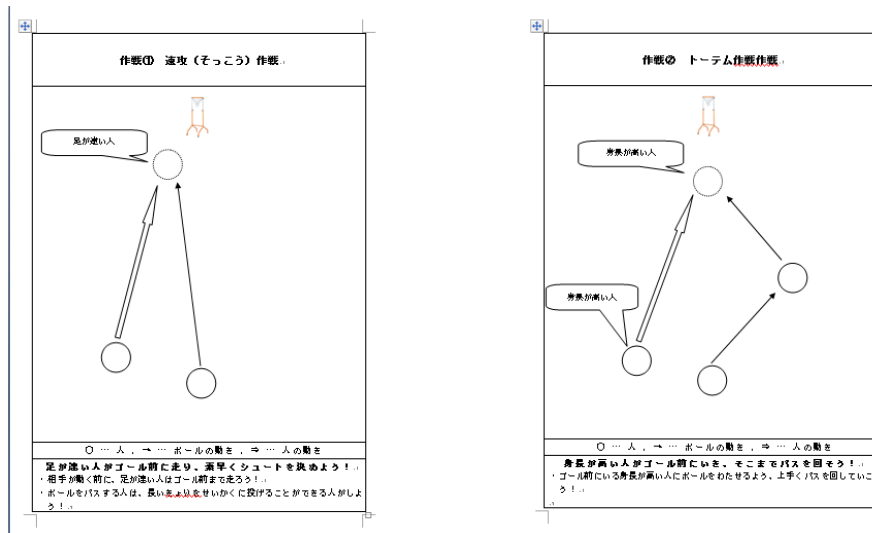 作戦① 速攻（そっこう）作戦
足が速い人
○ … 人 , → … ボールの動き , ⇒ … 人の動き
足が速い人がゴール前に走り、素早くシュートを決めよう！
・相手が動く前に、足が速い人はゴール前まで走ろう！
・ボールをパスする人は、長いきょりをせいかくに投げることができる人がしよ
う！
作戦② トーテム作戦作戦
身長が高い人
身長が高い人
○ … 人 , → … ボールの動き , ⇒ … 人の動き
身長が高い人がゴール前にいき、そこまでパスを回そう！
・ゴール前にいる身長が高い人にボールをわたせるよう、上手くパスを回していこ
う！